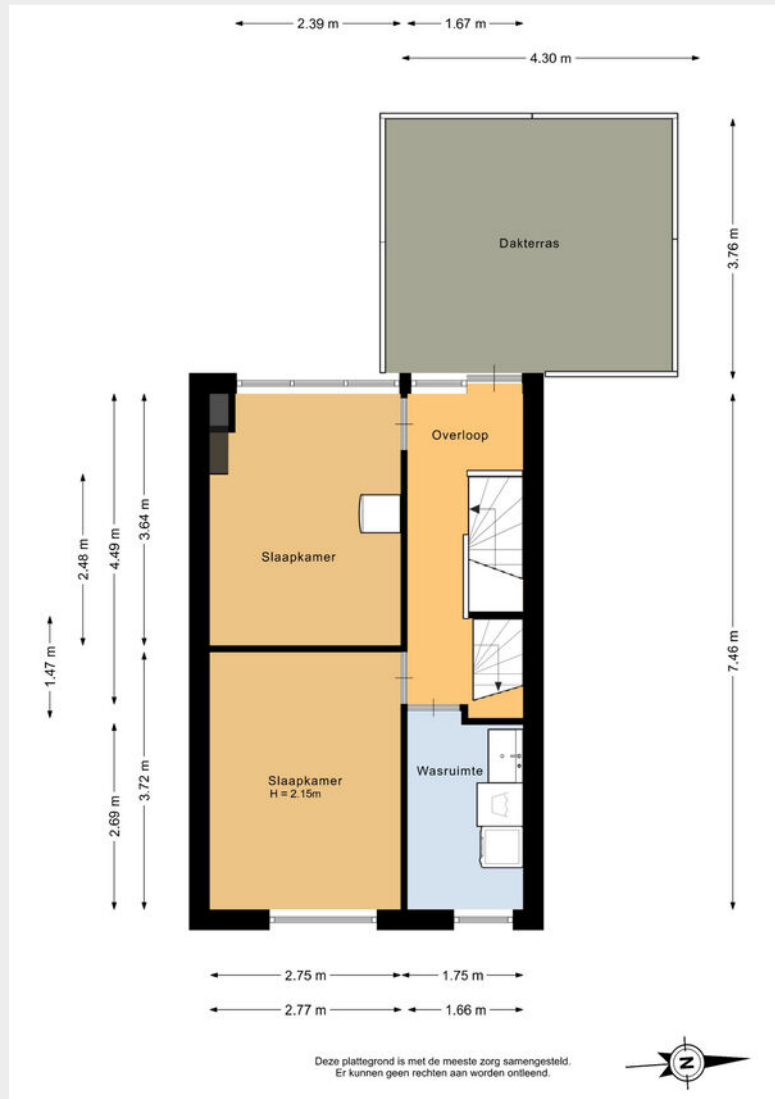 2.39 m
1.67 m
4.30 m
Dakterras
3.76 m
Overloop
Slaapkamer
3.64 m
4.49 m
2.48 m
1.47 m
7.46 m
Slaapkamer
H = 2.15m
Wasruimte
3.72 m
2.69 m
2.75 m
1.75 m
2.77 m
1.66 m
Deze plattegrond is met de meeste zorg samengesteld.
Er kunnen geen rechten aan worden ontleend.
N